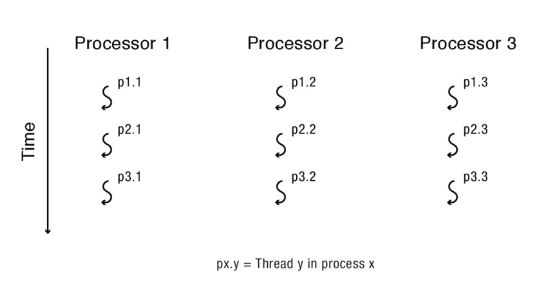 Processor 1 Processor 2 Processor 3
p1.1 p1.2 p1.3
p2.1 p2.2 p2.3
p3.1 p3.2 p3.3
Time
px.y = Thread y in process x